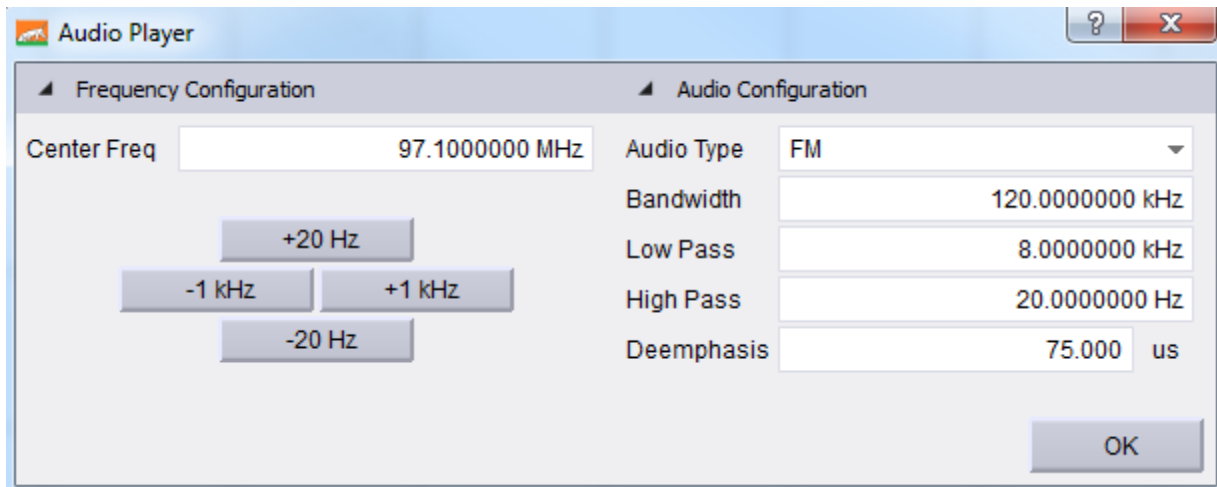 Audio Player
Frequency Configuration
Center Freq 97.1000000 MHz
+20 Hz
-1 kHz +1 kHz
-20 Hz
Audio Configuration
Audio Type FM
Bandwidth 120.0000000 kHz
Low Pass 8.0000000 kHz
High Pass 20.0000000 Hz
Deemphasis 75.000 us
OK